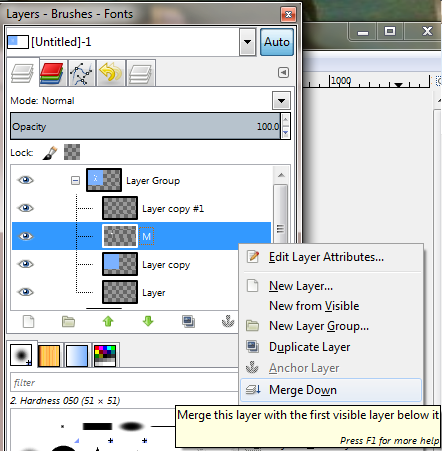 Layers - Brushes - Fonts
[Untitled]-1
Auto
1000
Mode: Normal
Opacity 100.0
Lock:
Layer Group
Layer copy #1
M
Layer copy
Layer
Edit Layer Attributes...
New Layer...
New from Visible
New Layer Group...
Duplicate Layer
Anchor Layer
Merge Down
filter
2. Hardness 050 (51 × 51)
Merge this layer with the first visible layer below it
Press F1 for more help